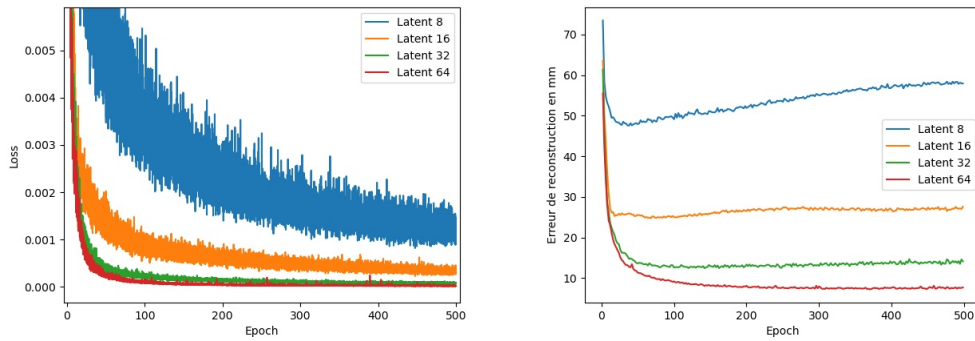 0.005
0.004
0.003
0.002
0.001
0.000
Loss
0
100
200
300
400
500
Epoch
Latent 8
Latent 16
Latent 32
Latent 64
70
60
50
40
30
20
10
Erreur de reconstruction en mm
0
100
200
300
400
500
Epoch
Latent 8
Latent 16
Latent 32
Latent 64